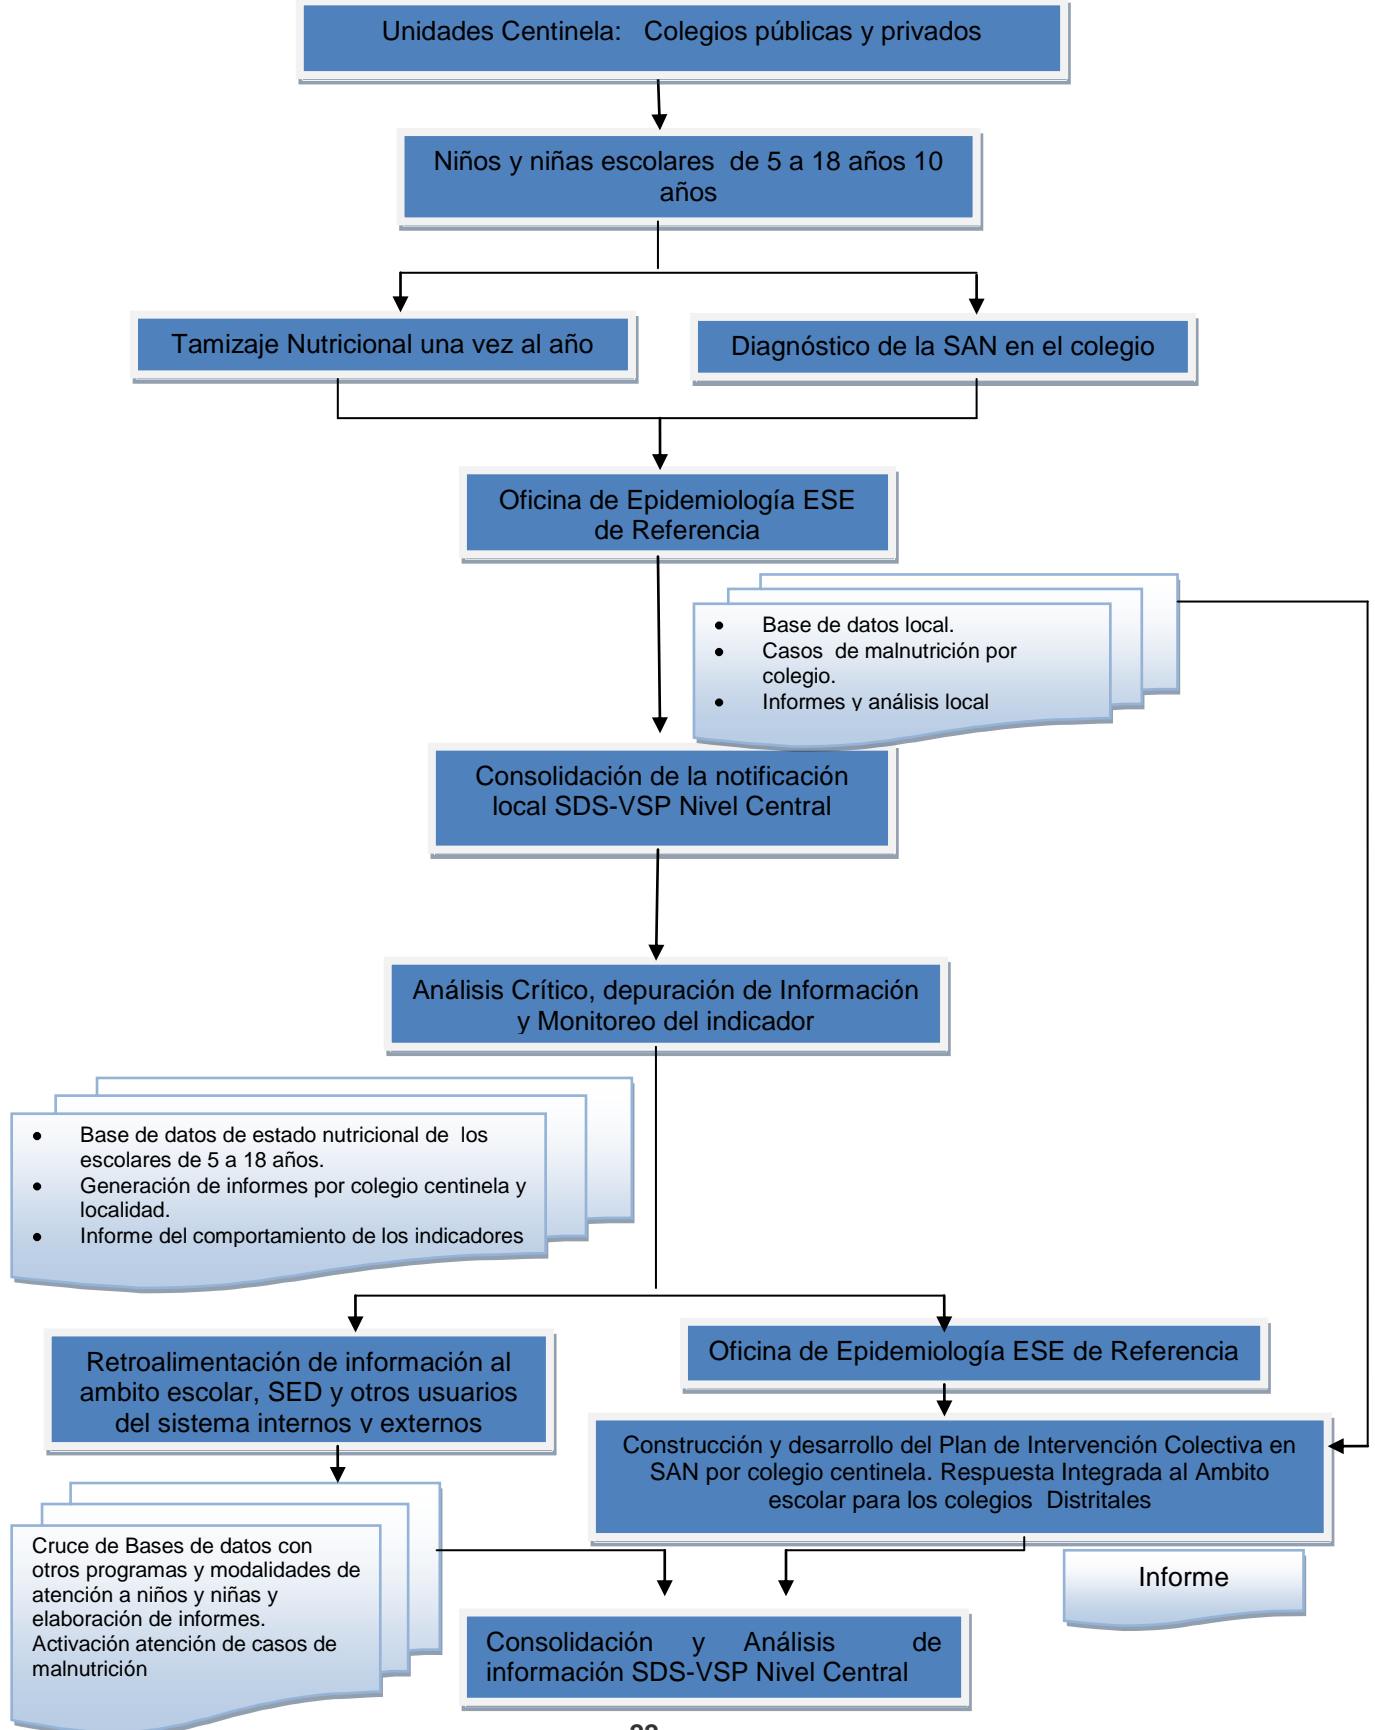 Unidades Centinela: Colegios públicas y privados
Niños y niñas escolares de 5 a 18 años 10
años
Tamizaje Nutricional una vez al año
Diagnóstico de la SAN en el colegio
Oficina de Epidemiología ESE
de Referencia
• Base de datos local.
• Casos de malnutrición por
colegio.
• Informes y análisis local
Consolidación de la notificación
local SDS-VSP Nivel Central
Análisis Crítico, depuración de Información
y Monitoreo del indicador
• Base de datos de estado nutricional de los
escolares de 5 a 18 años.
• Generación de informes por colegio centinela y
localidad.
• Informe del comportamiento de los indicadores
Retroalimentación de información al
ambito escolar, SED y otros usuarios
del sistema internos y externos
Oficina de Epidemiología ESE de Referencia
Construcción y desarrollo del Plan de Intervención Colectiva en
SAN por colegio centinela. Respuesta Integrada al Ambito
escolar para los colegios Distritales
Cruce de Bases de datos con
otros programas y modalidades de
atención a niños y niñas y
elaboración de informes.
Activación atención de casos de
malnutrición
Informe
Consolidación y Análisis de
información SDS-VSP Nivel Central